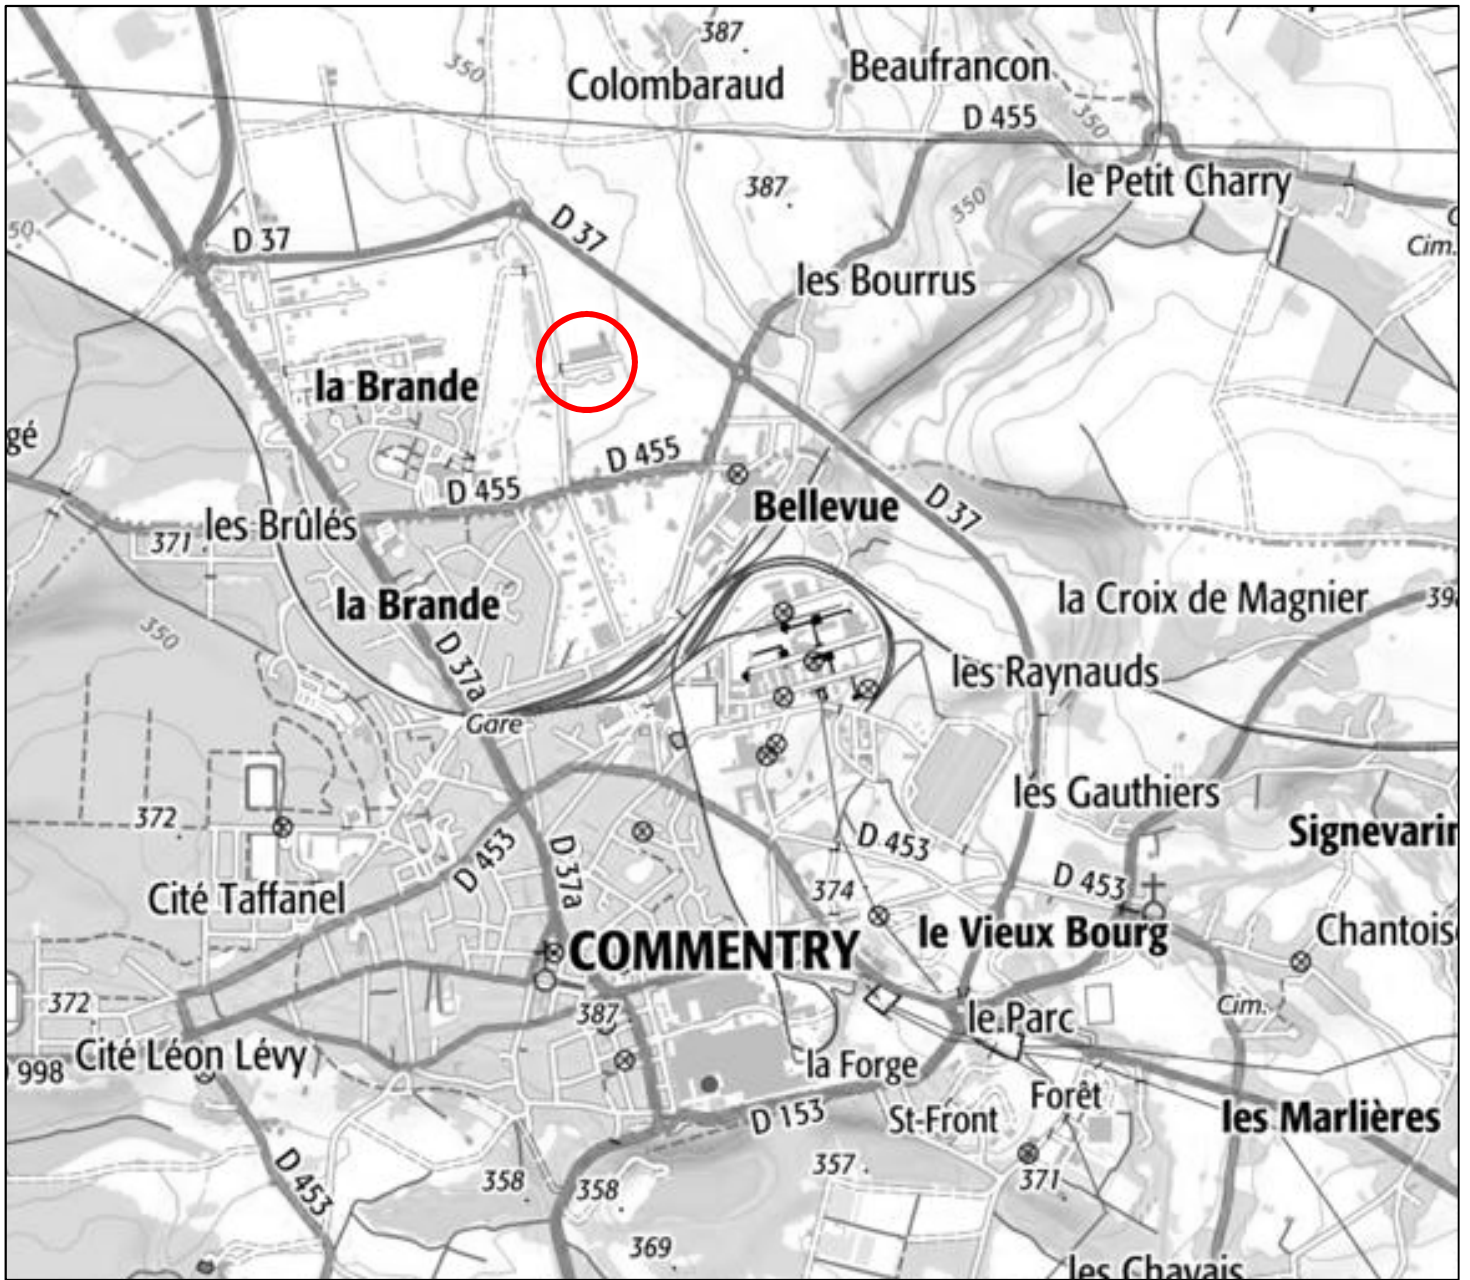 387
350
Colombaraud
Beaufrancon
D 455
350
le Petit Charry
387
350
D 37
D 37
Cim.
les Bourrus
la Brande
gé
D 455
D 455
Bellevue
D 37
les Brûlés
371
la Brande
350
la Croix de Magnier
D 37a
les Raynauds
Gare
les Gauthiers
372
D 453
D 37a
D 453
Signevarin
374
D 453
Cité Taffanel
COMMENTRY
le Vieux Bourg
Chantois
372
387
le Parc
Cim.
998
Cité Léon Lévy
la Forge
Forêt
D 153
St-Front
les Marlières
D 453
358
358
357
371
369
les Chavais